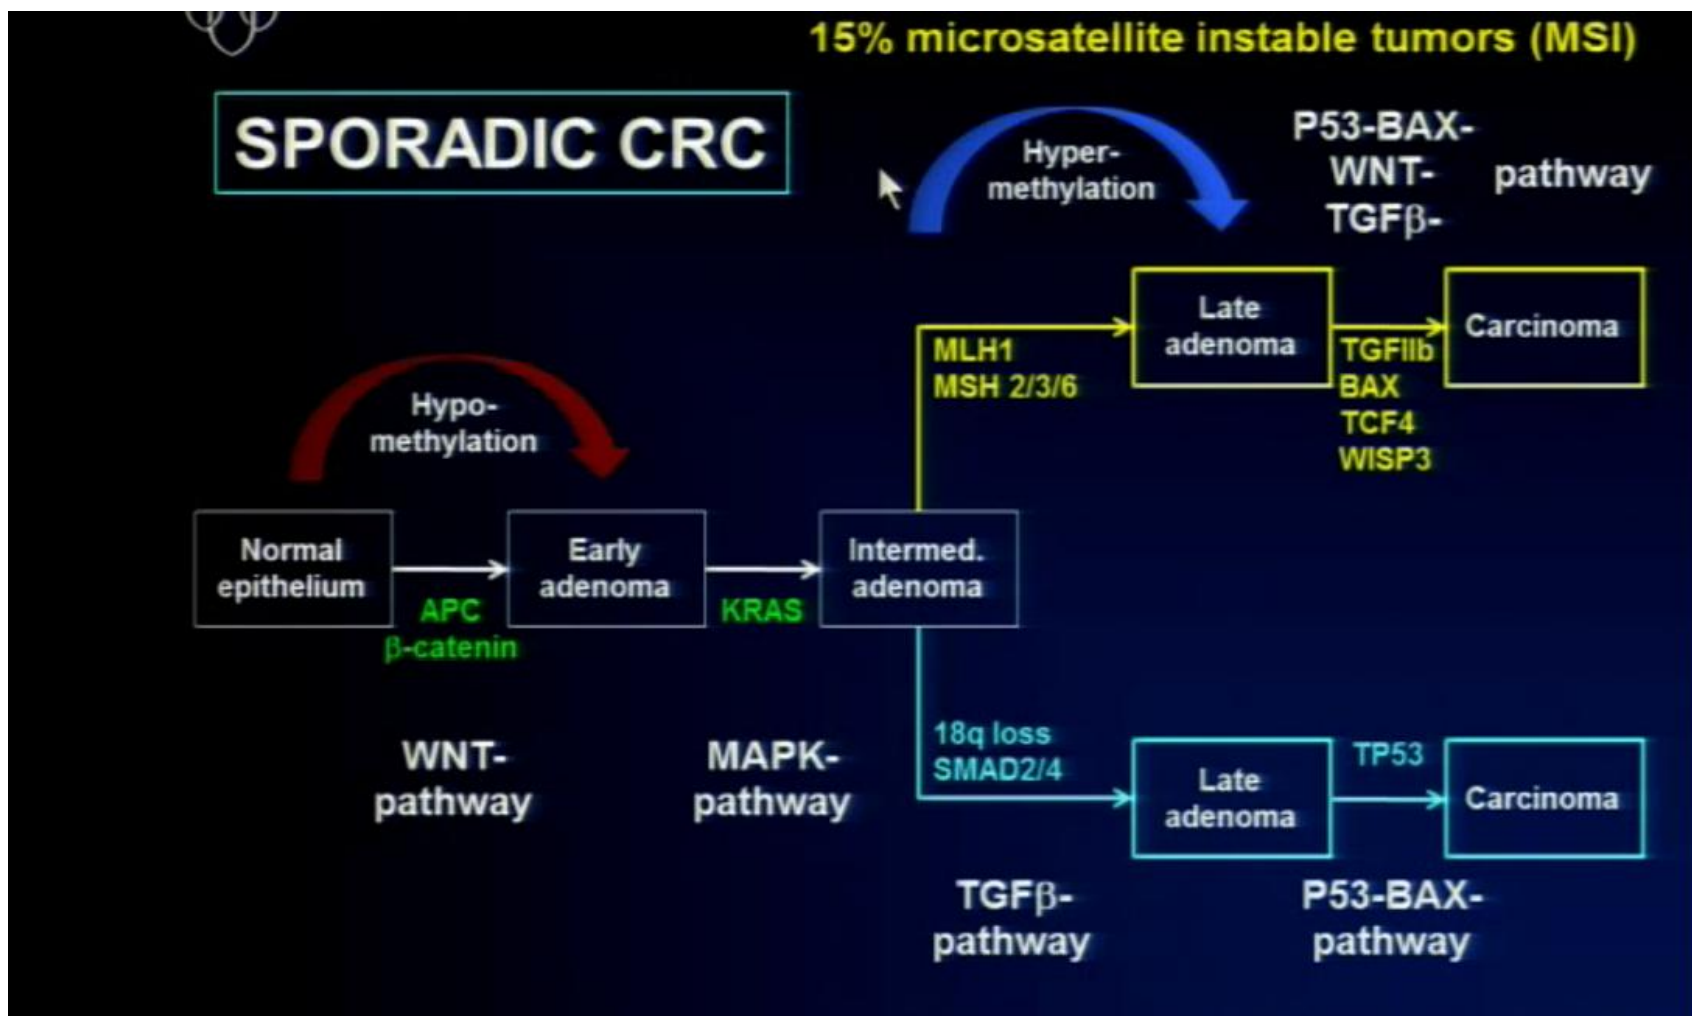 15% microsatellite instable tumors (MSI)
SPORADIC CRC
Hyper-
methylation
P53-BAX-
WNT-
pathway
TGFβ-
Late
adenoma
Carcinoma
MLH1
MSH 2/3/6
TGFIIb
BAX
TCF4
WISP3
Hypo-
methylation
Normal
epithelium
Early
adenoma
Intermed.
adenoma
APC
β-catenin
KRAS
WNT-
pathway
MAPK-
pathway
18q loss
SMAD2/4
Late
adenoma
TP53
Carcinoma
TGFβ-
pathway
P53-BAX-
pathway